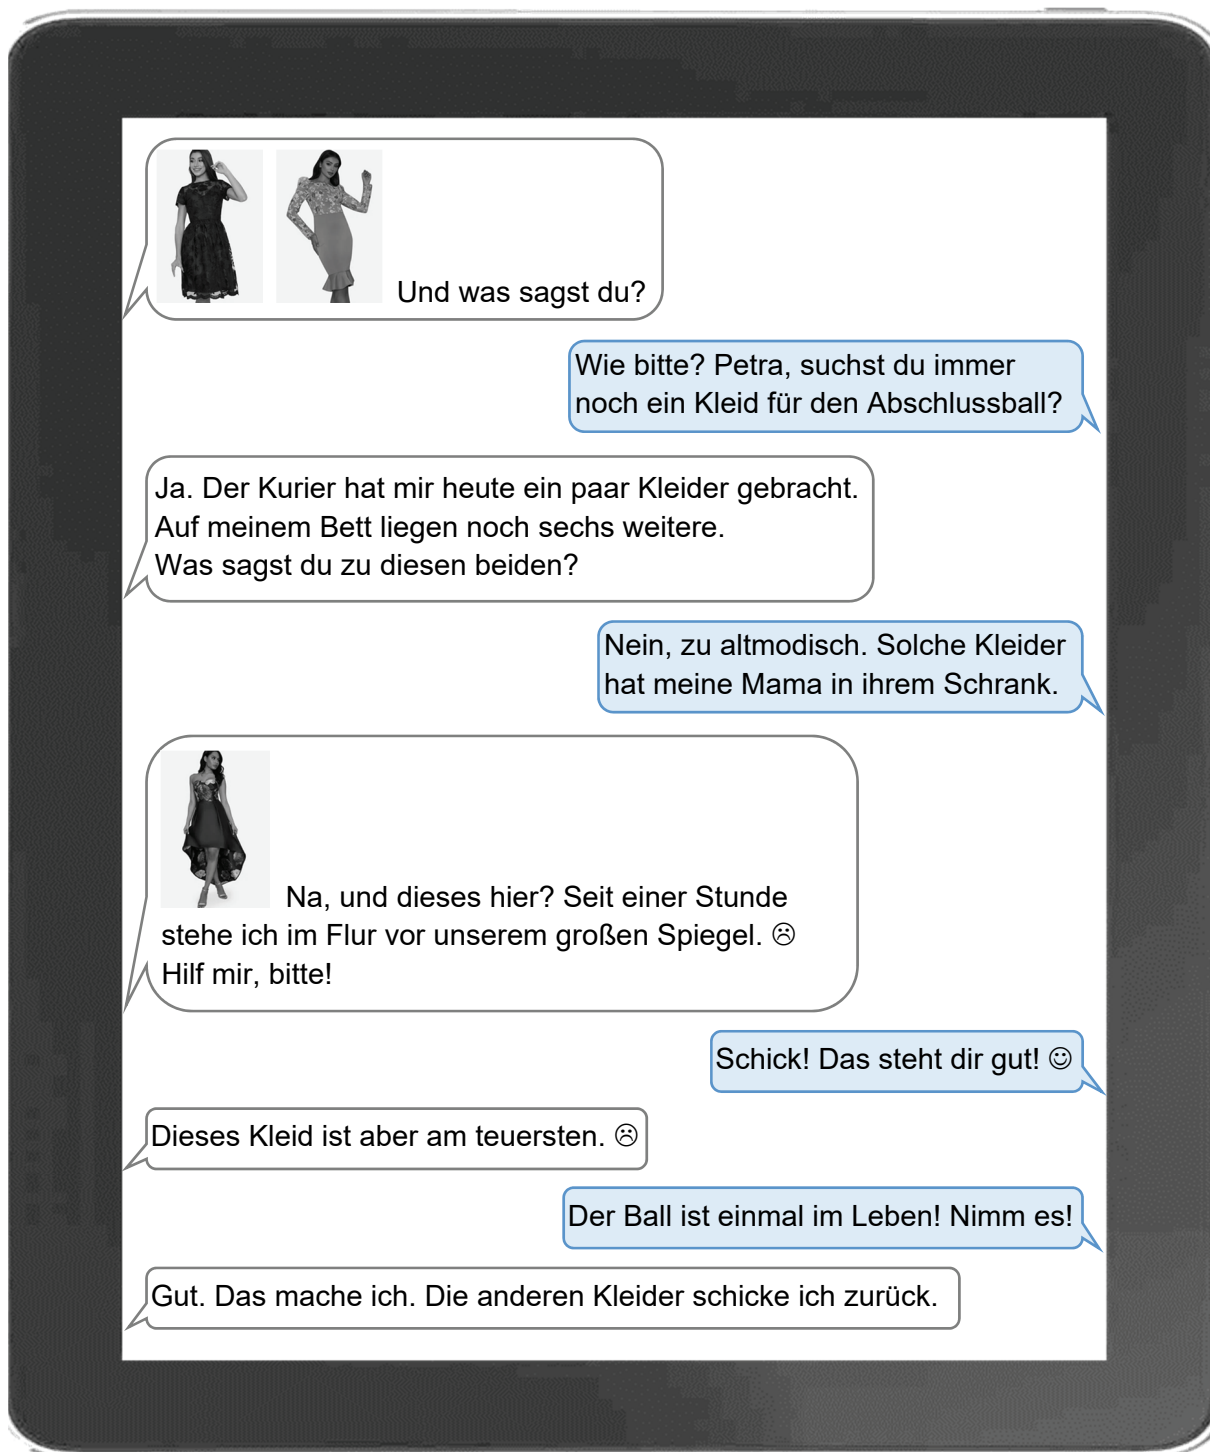 Und was sagst du?
Wie bitte? Petra, suchst du immer
noch ein Kleid für den Abschlussball?
Ja. Der Kurier hat mir heute ein paar Kleider gebracht.
Auf meinem Bett liegen noch sechs weitere.
Was sagst du zu diesen beiden?
Nein, zu altmodisch. Solche Kleider
hat meine Mama in ihrem Schrank.
Na, und dieses hier? Seit einer Stunde
stehe ich im Flur vor unserem großen Spiegel. ☹
Hilf mir, bitte!
Schick! Das steht dir gut! ☺
Dieses Kleid ist aber am teuersten. ☹
Der Ball ist einmal im Leben! Nimm es!
Gut. Das mache ich. Die anderen Kleider schicke ich zurück.